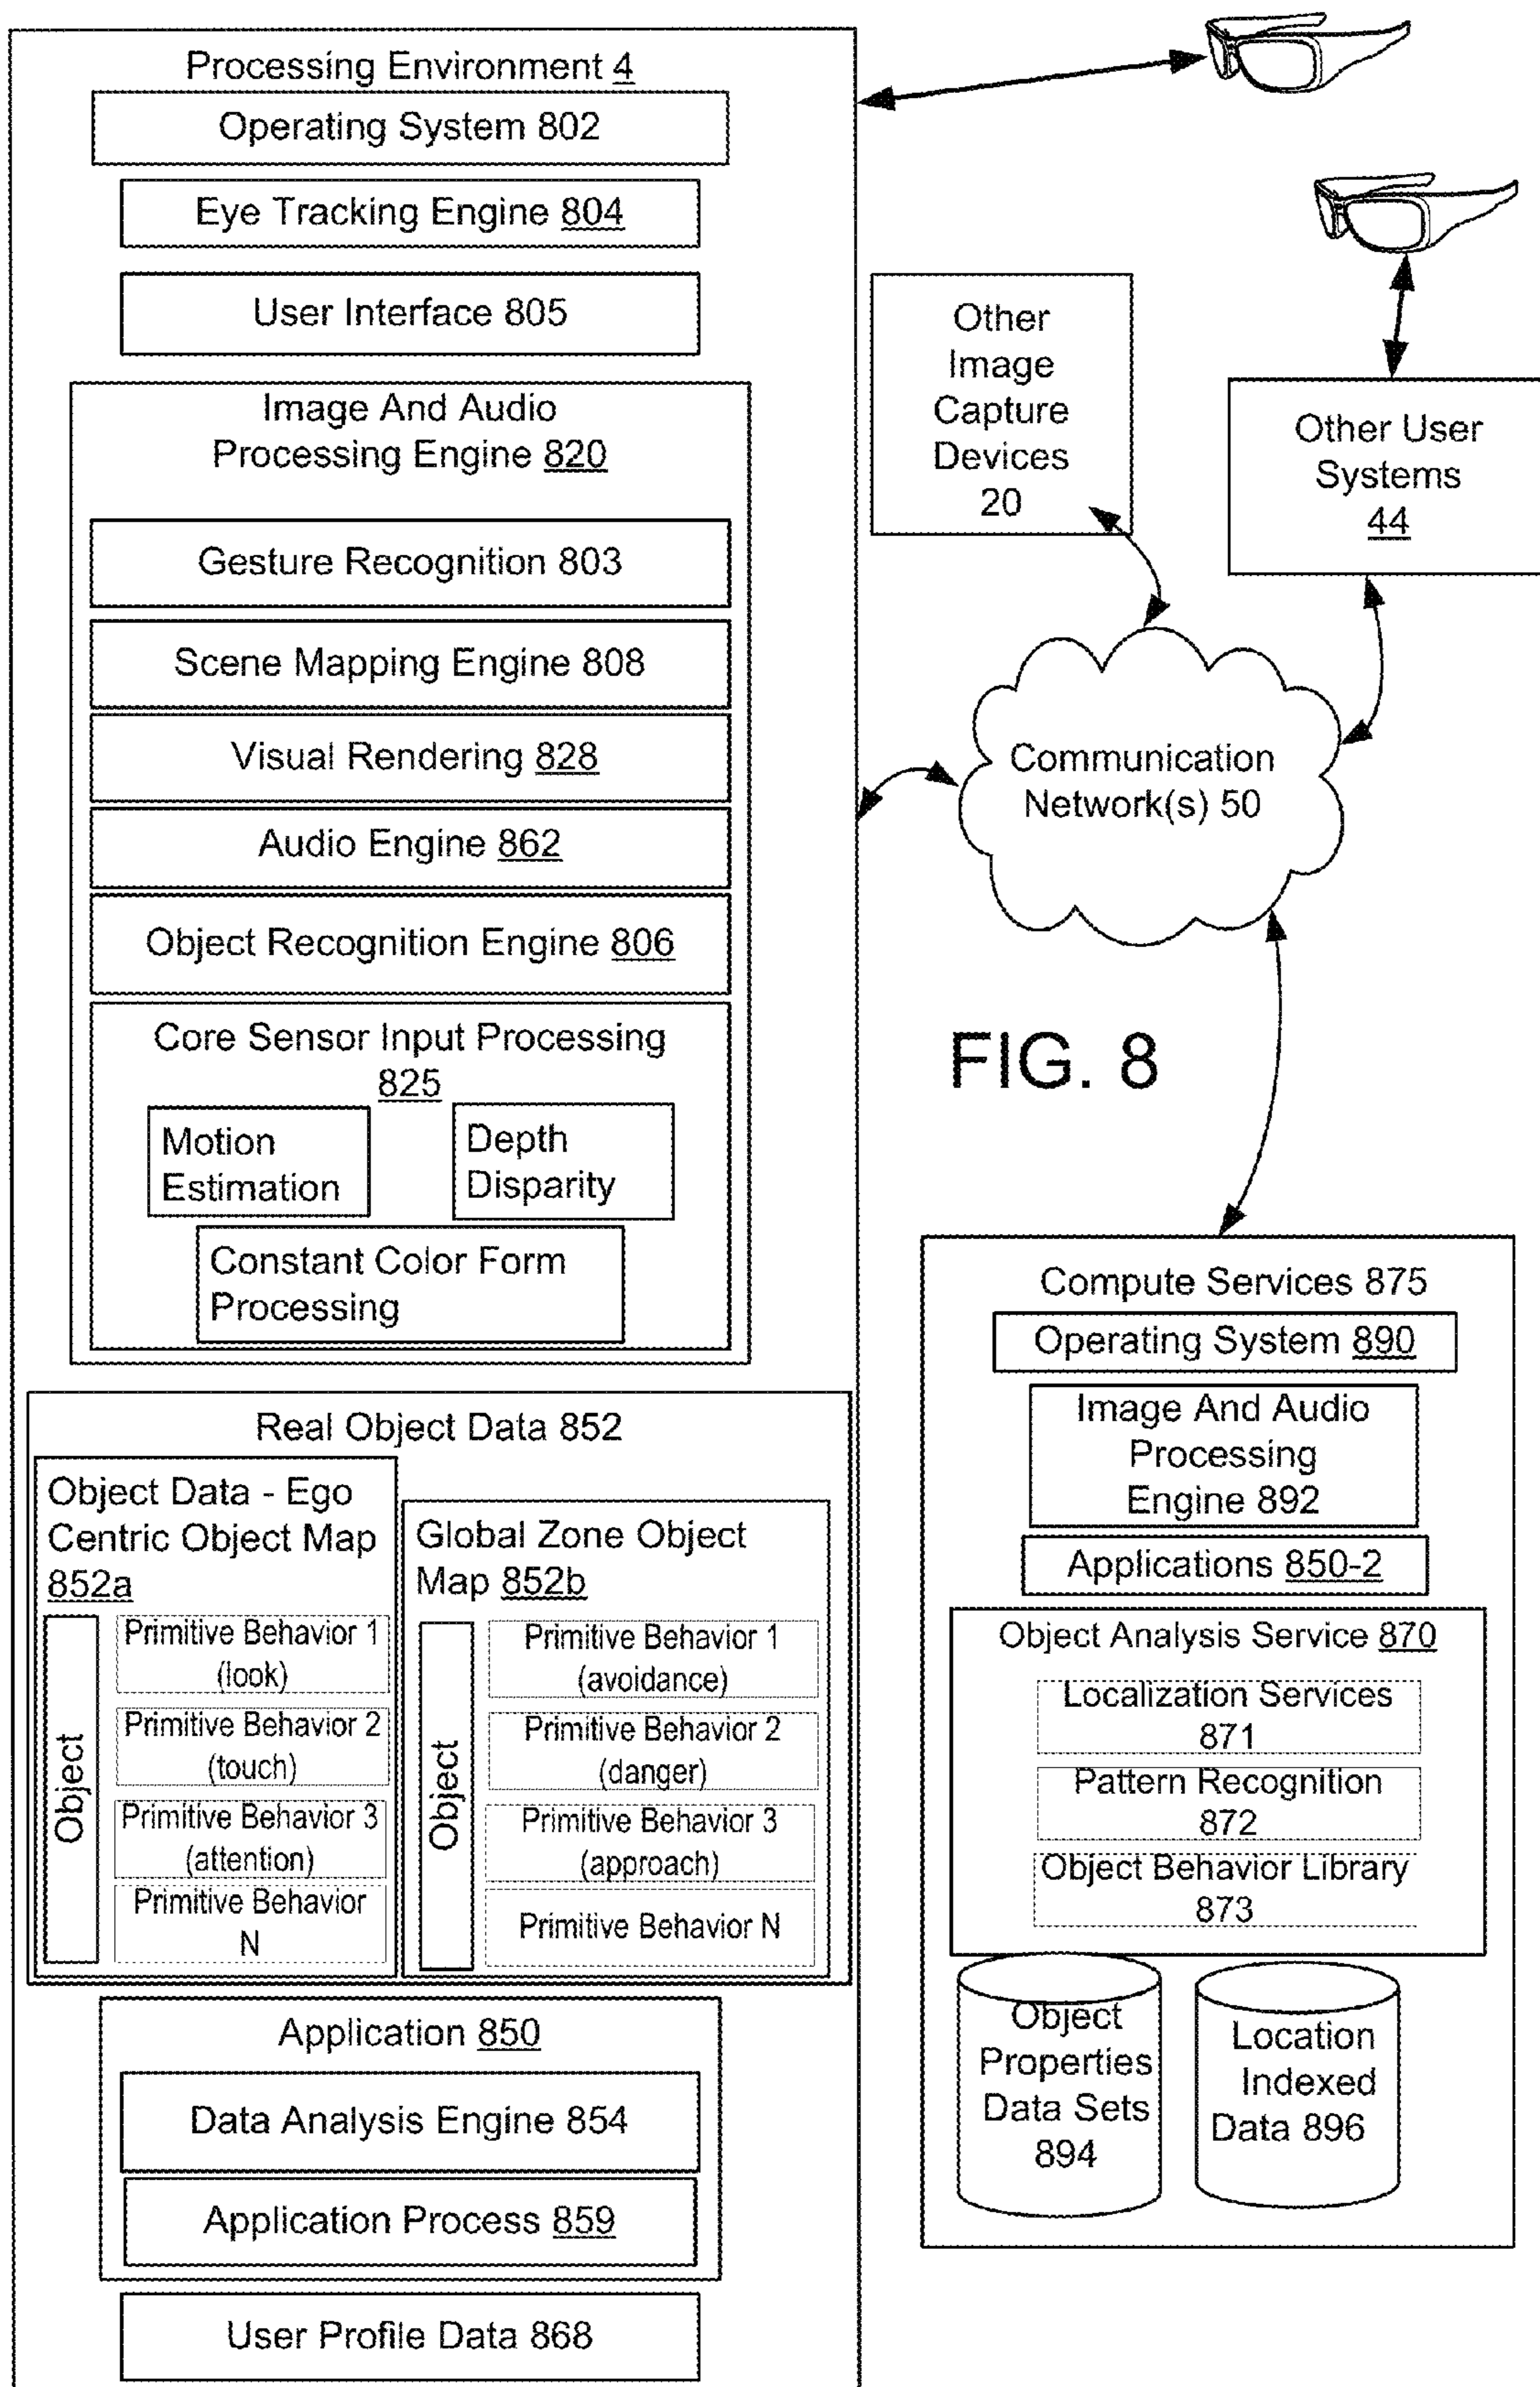 Processing Environment 4
Operating System 802
Eye Tracking Engine 804
User Interface 805
Image And Audio
Processing Engine 820
Gesture Recognition 803
Scene Mapping Engine 808
Visual Rendering 828
Audio Engine 862
Object Recognition Engine 806
Core Sensor Input Processing
825
Motion
Estimation
Depth
Disparity
Constant Color Form
Processing
Real Object Data 852
Object Data - Ego
Centric Object Map
852a
Object
Primitive Behavior 1
(look)
Primitive Behavior 2
(touch)
Primitive Behavior 3
(attention)
Primitive Behavior
N
Global Zone Object
Map 852b
Object
Primitive Behavior 1
(avoidance)
Primitive Behavior 2
(danger)
Primitive Behavior 3
(approach)
Primitive Behavior N
Application 850
Data Analysis Engine 854
Application Process 859
User Profile Data 868
Other
Image
Capture
Devices
20
Other User
Systems
44
Communication
Network(s) 50
FIG. 8
Compute Services 875
Operating System 890
Image And Audio
Processing
Engine 892
Applications 850-2
Object Analysis Service 870
Localization Services
871
Pattern Recognition
872
Object Behavior Library
873
Object
Properties
Data Sets
894
Location
Indexed
Data 896